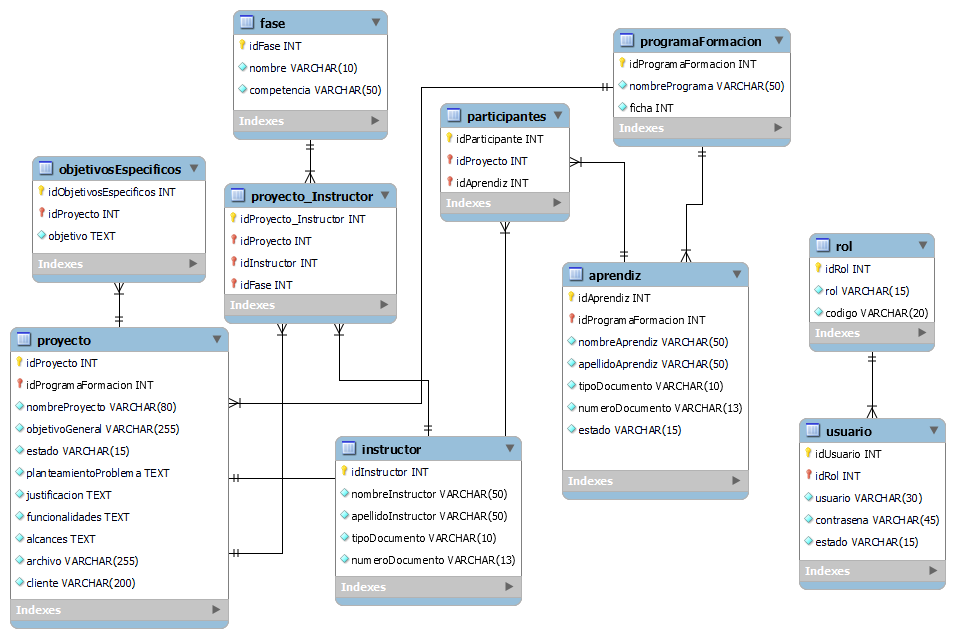 fase
idFase INT
nombre VARCHAR(10)
competencia VARCHAR(50)
Indexes
programaFormacion
idProgramaFormacion INT
nombrePrograma VARCHAR(50)
ficha INT
Indexes
participantes
idParticipante INT
idProyecto INT
idAprendiz INT
Indexes
objetivosEspecificos
idObjetivosEspecificos INT
idProyecto INT
objetivo TEXT
Indexes
proyecto_Instructor
idProyecto_Instructor INT
idProyecto INT
idInstructor INT
idFase INT
Indexes
rol
idRol INT
rol VARCHAR(15)
codigo VARCHAR(20)
Indexes
aprendiz
idAprendiz INT
idProgramaFormacion INT
nombreAprendiz VARCHAR(50)
apellidoAprendiz VARCHAR(50)
tipoDocumento VARCHAR(10)
numeroDocumento VARCHAR(13)
estado VARCHAR(15)
Indexes
proyecto
idProyecto INT
idProgramaFormacion INT
nombreProyecto VARCHAR(80)
objetivoGeneral VARCHAR(255)
estado VARCHAR(15)
planteamientoProblema TEXT
justificacion TEXT
funcionalidades TEXT
alcances TEXT
archivo VARCHAR(255)
cliente VARCHAR(200)
Indexes
instructor
idInstructor INT
nombreInstructor VARCHAR(50)
apellidoInstructor VARCHAR(50)
tipoDocumento VARCHAR(10)
numeroDocumento VARCHAR(13)
Indexes
usuario
idUsuario INT
idRol INT
usuario VARCHAR(30)
contrasena VARCHAR(45)
estado VARCHAR(15)
Indexes